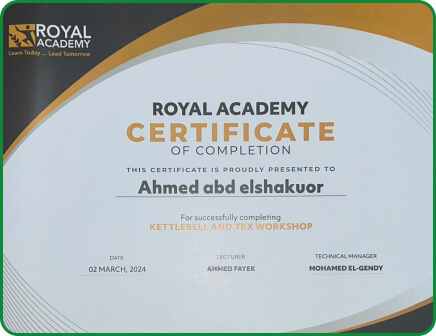 ROYAL
ACADEMY
Learn Today ... Lead Tomorrow
ROYAL ACADEMY
CERTIFICATE
OF COMPLETION
THIS CERTIFICATE IS PROUDLY PRESENTED TO
Ahmed abd elshakuor
For successfully completing
KETTLEBELL AND TRX WORKSHOP
DATE LECTURER TECHNICAL MANAGER
02 MARCH, 2024 AHMED FAYEK MOHAMED EL-GENDY